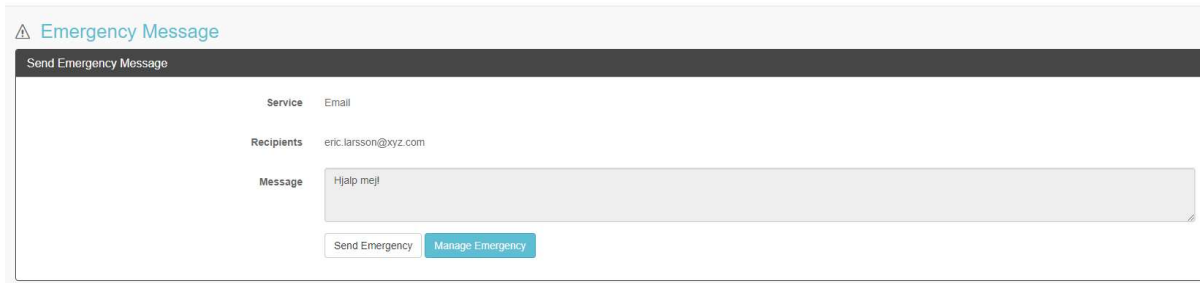 Emergency Message
Send Emergency Message
Service Email
Recipients eric.larsson@xyz.com
Message Hjalp mej!
Send Emergency Manage Emergency